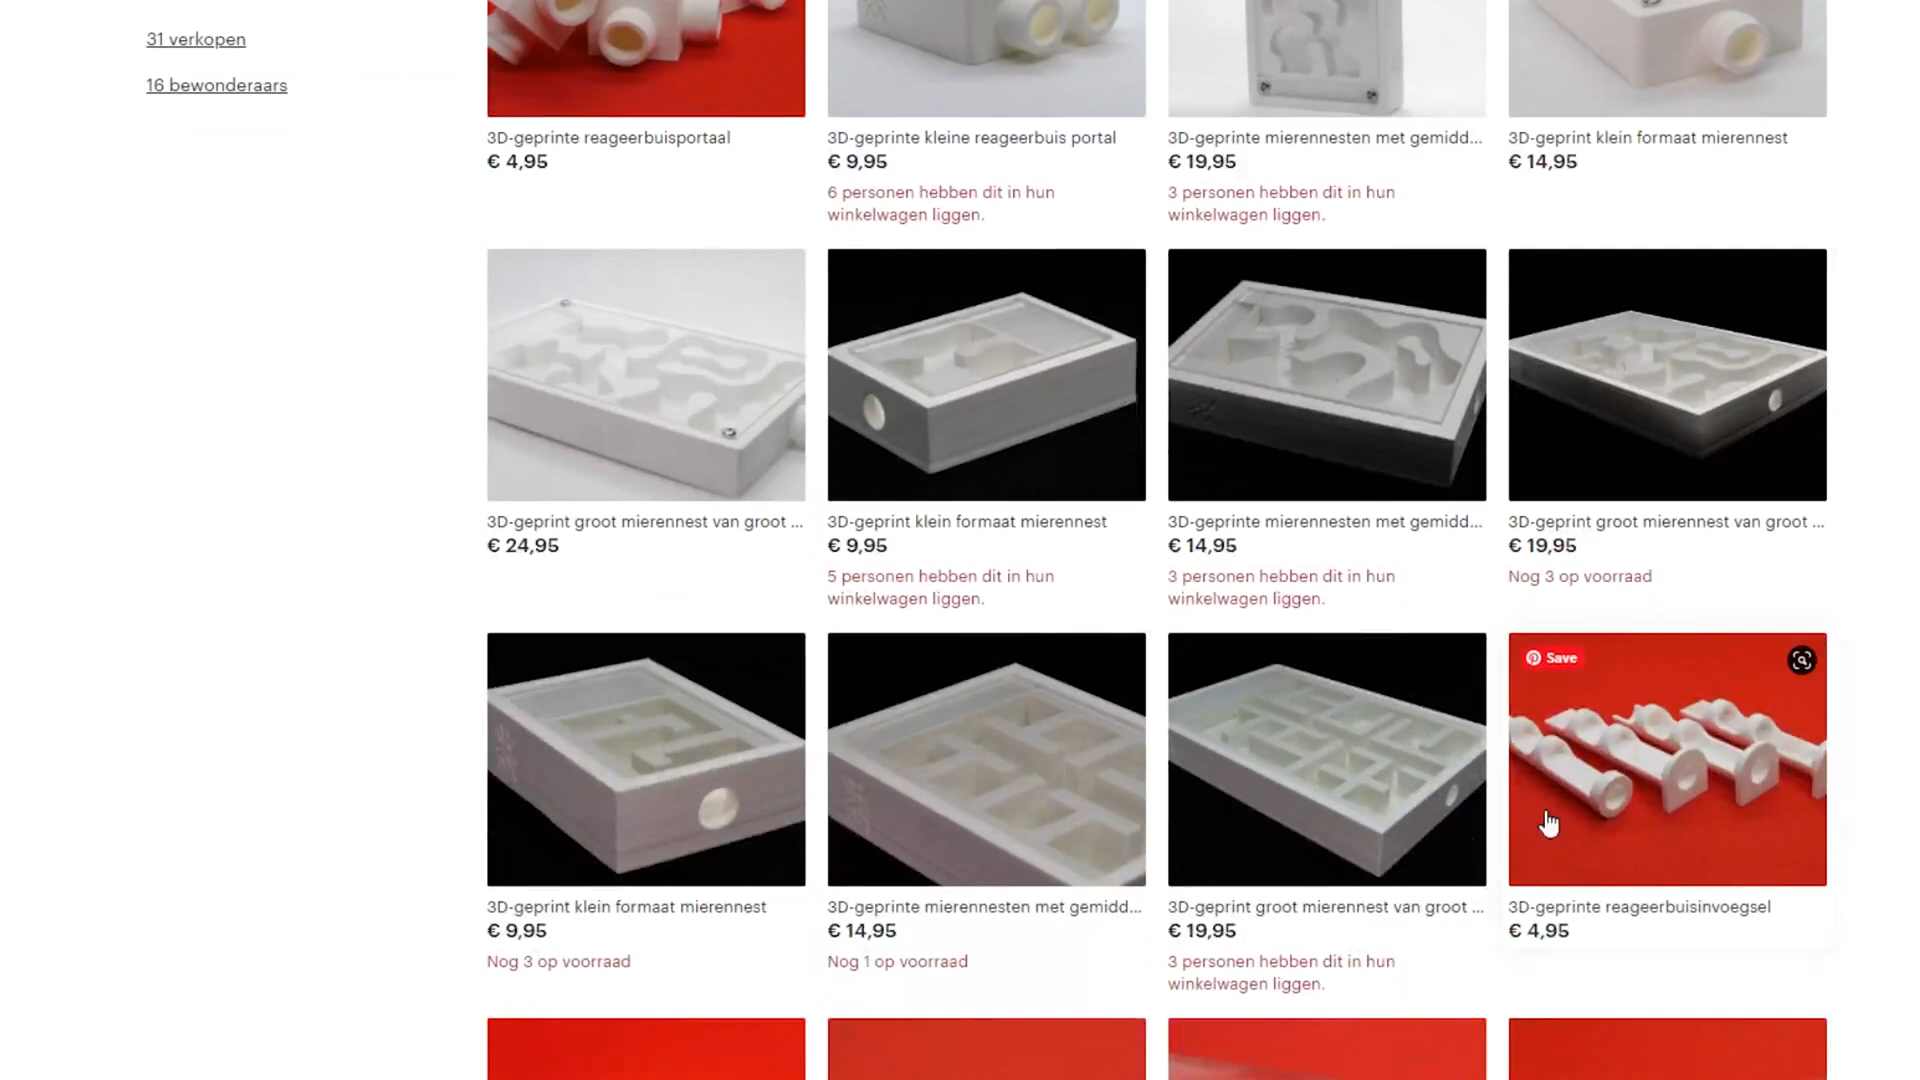 31 verkopen
16 bewonderaars
3D-geprinte reageerbuisportaal
€ 4,95
3D-geprinte kleine reageerbuis portal
€ 9,95
6 personen hebben dit in hun
winkelwagen liggen.
3D-geprinte mierennesten met gemidd...
€ 19,95
3 personen hebben dit in hun
winkelwagen liggen.
3D-geprint klein formaat mierennest
€ 14,95
3D-geprint groot mierennest van groot ...
€ 24,95
3D-geprint klein formaat mierennest
€ 9,95
5 personen hebben dit in hun
winkelwagen liggen.
3D-geprinte mierennesten met gemidd...
€ 14,95
3 personen hebben dit in hun
winkelwagen liggen.
3D-geprint groot mierennest van groot ...
€ 19,95
Nog 3 op voorraad
3D-geprint klein formaat mierennest
€ 9,95
Nog 3 op voorraad
3D-geprinte mierennesten met gemidd...
€ 14,95
Nog 1 op voorraad
3D-geprint groot mierennest van groot ...
€ 19,95
3 personen hebben dit in hun
winkelwagen liggen.
Save
3D-geprinte reageerbuisinvoegsel
€ 4,95